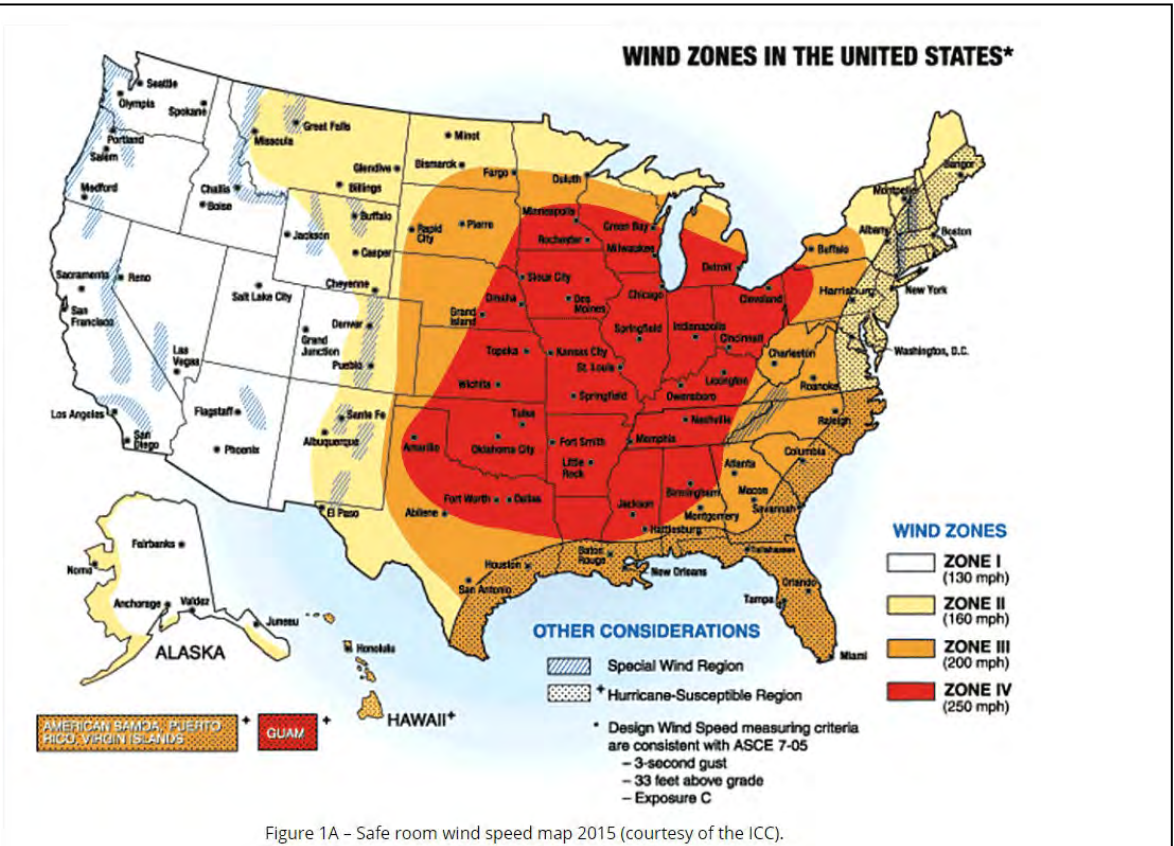 WIND ZONES IN THE UNITED STATES*
Seattle
Olympia
Spokane
Portland
Salem
Medford
Missoula
Great Falls
Glendive
Billings
Challis
Boise
Jackson
Buffalo
Casper
Cheyenne
Minot
Bismarck
Fargo
Duluth
Rapid
City
Pierre
Minneapolis
Rochester
Green Bay
Milwaukee
Detroit
Buffalo
Albany
Montpelier
Bangor
Boston
New York
Harrisburg
Washington, D.C.
Sacramento
Reno
San
Francisco
Salt Lake City
Las
Vegas
Los Angeles
San
Diego
Flagstaff
Phoenix
Grand
Junction
Denver
Pueblo
Santa Fe
Albuquerque
El Paso
Sioux City
Omaha
Grand
Island
Des
Moines
Chicago
Cleveland
Topeka
Kansas City
Springfield
Indianapolis
Cincinnati
St. Louis
Wichita
Springfield
Owensboro
Lexington
Charleston
Roanoke
Raleigh
Tulsa
Oklahoma City
Amarillo
Fort Smith
Little
Rock
Memphis
Nashville
Columbia
Atlanta
Macon
Savannah
Birmingham
Montgomery
Fort Worth
Dallas
Abilene
Jackson
Hattiesburg
Baton
Rouge
New Orleans
Houston
San Antonio
Tallahassee
Orlando
Tampa
Miami
Fairbanks
Nome
Anchorage
Valdez
Juneau
ALASKA
Honolulu
HAWAII+
AMERICAN SAMOA, PUERTO
RICO, VIRGIN ISLANDS
+
GUAM
+
WIND ZONES
ZONE I
(130 mph)
ZONE II
(160 mph)
ZONE III
(200 mph)
ZONE IV
(250 mph)
OTHER CONSIDERATIONS
Special Wind Region
+ Hurricane-Susceptible Region
* Design Wind Speed measuring criteria
are consistent with ASCE 7-05
– 3-second gust
– 33 feet above grade
– Exposure C
Figure 1A – Safe room wind speed map 2015 (courtesy of the ICC).